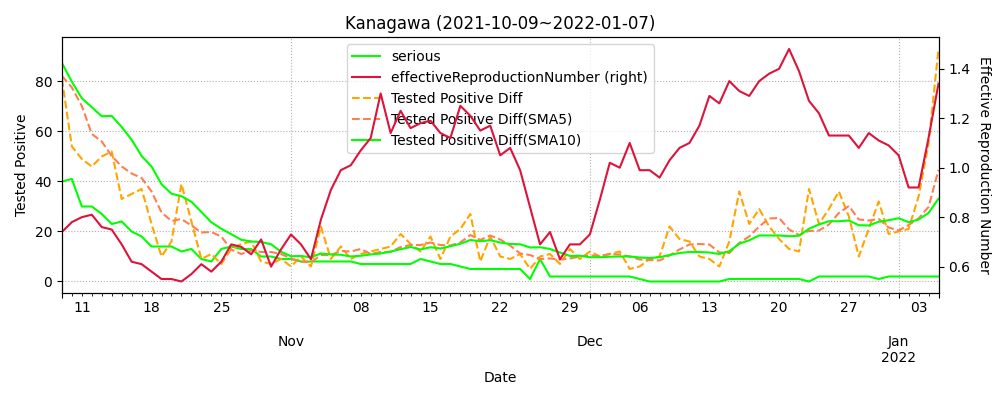 Kanagawa (2021-10-09~2022-01-07)
serious
effectiveReproductionNumber (right)
Tested Positive Diff
Tested Positive Diff(SMA5)
Tested Positive Diff(SMA10)
Tested Positive
80
60
40
20
0
1.4
1.2
1.0
0.8
0.6
Effective Reproduction Number
11 18 25 08 15 22 29 06 13 20 27 03
Nov Dec Jan
2022
Date